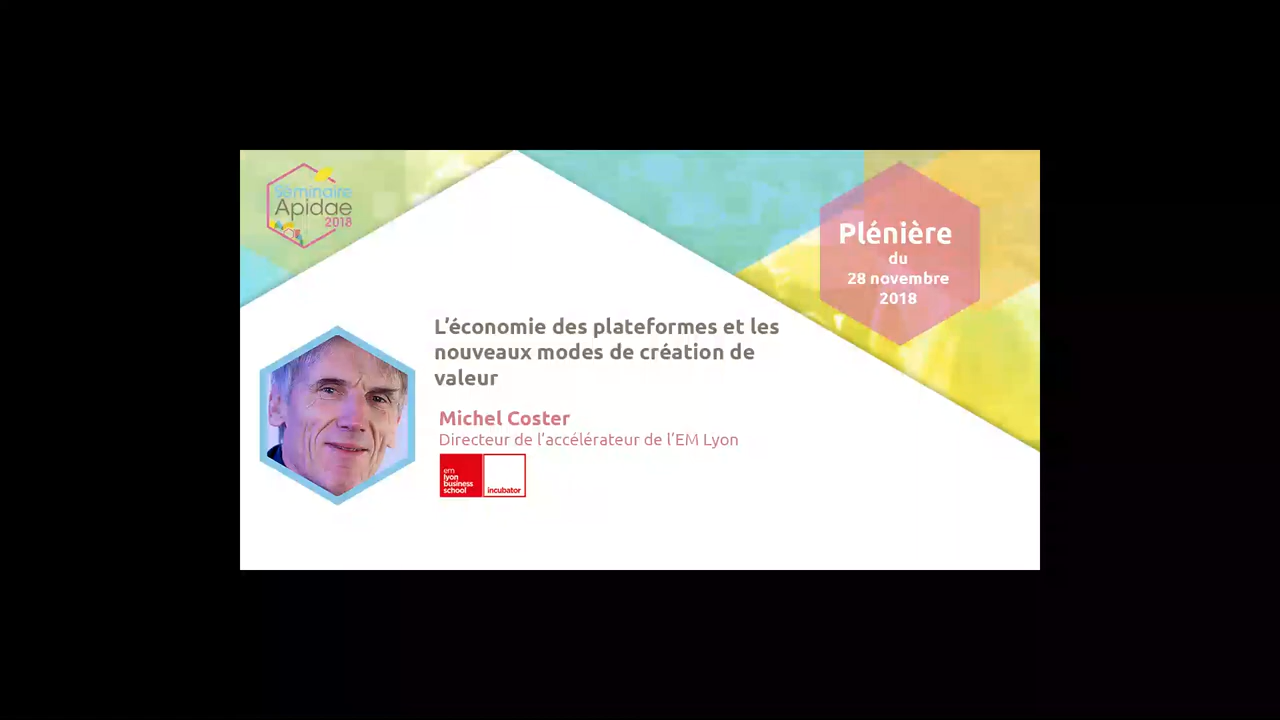 Séminaire
Apidae
2018
Plénière
du
28 novembre
2018
L'économie des plateformes et les
nouveaux modes de création de
valeur
Michel Coster
Directeur de l'accélérateur de l'EM Lyon
em
lyon
business
school
incubator